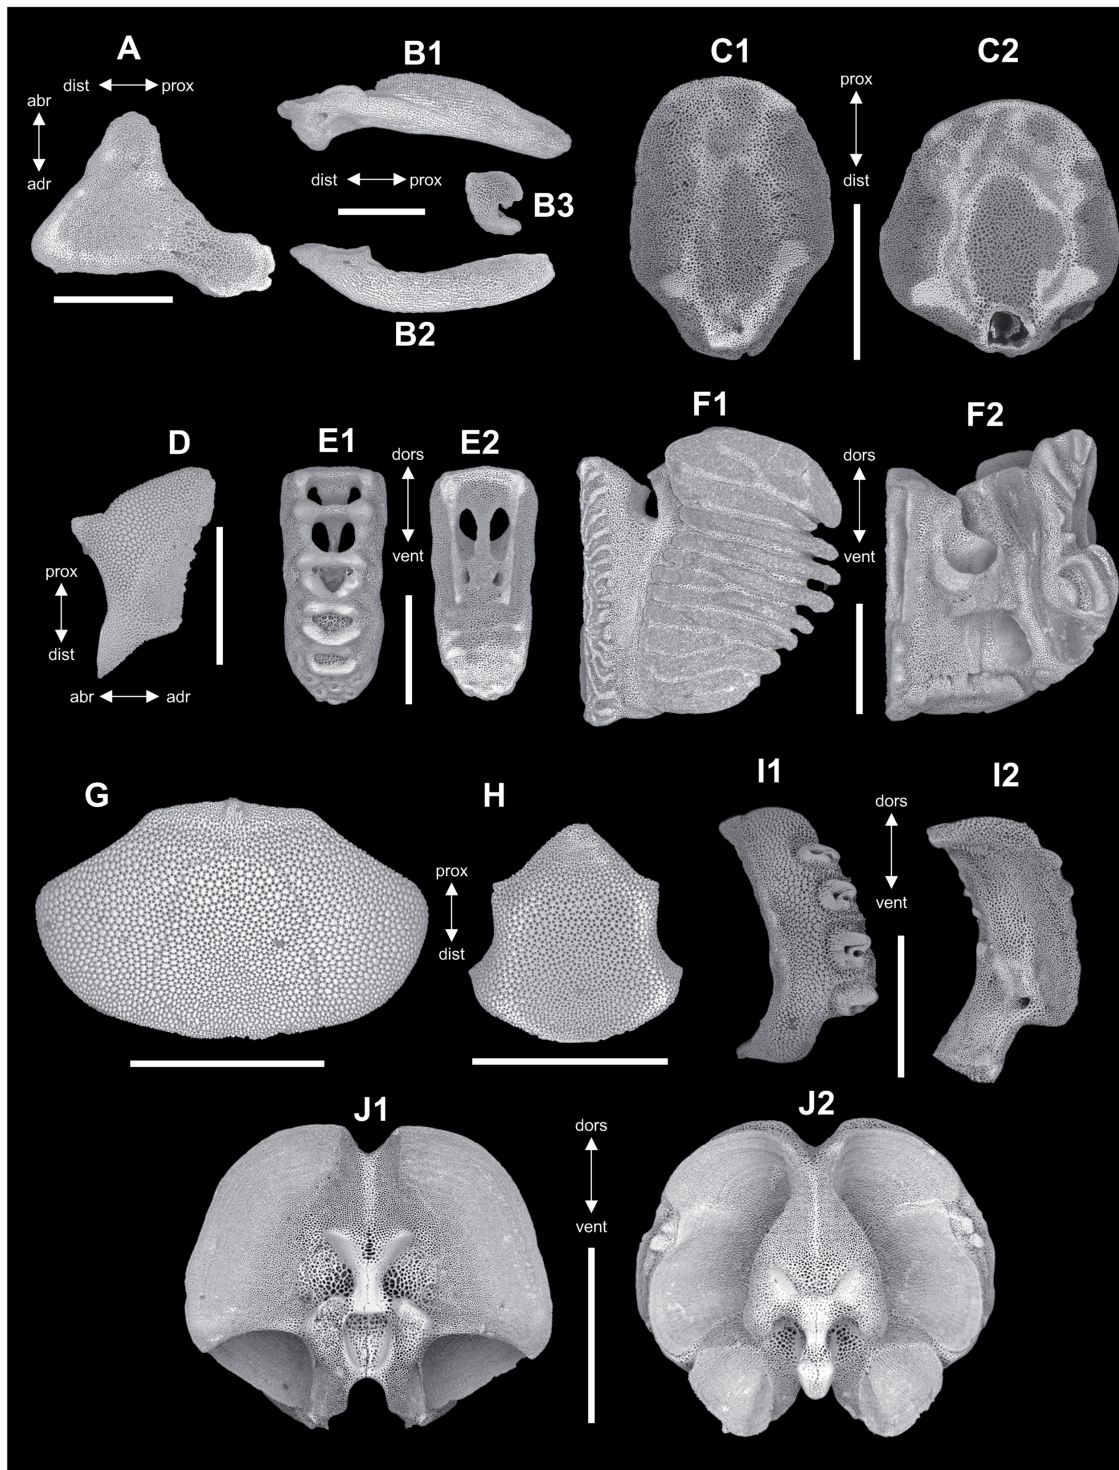 A
dist prox
abr
adr
B1
dist prox
B3
B2
C1
prox
dist
C2
D
prox
dist
abr adr
E1
dors
vent
E2
F1
dors
vent
F2
G
H
prox
dist
I1
dors
vent
I2
J1
dors
vent
J2